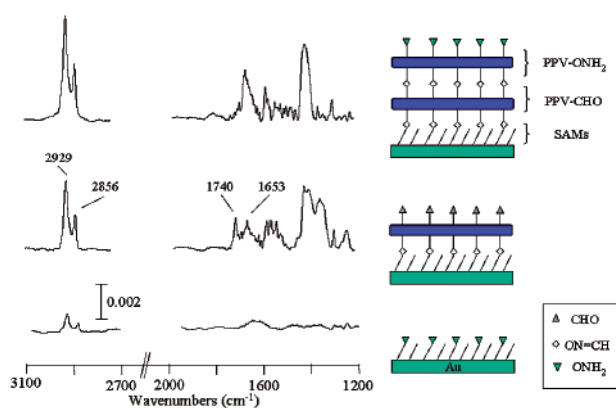 PPV-ONH₂
PPV-CHO
SAMs
2929
2856
1740
1653
0.002
CHO
ON=CH
ONH₂
Au
3100
2700
2000
1600
1200
Wavenumbers (cm⁻¹)